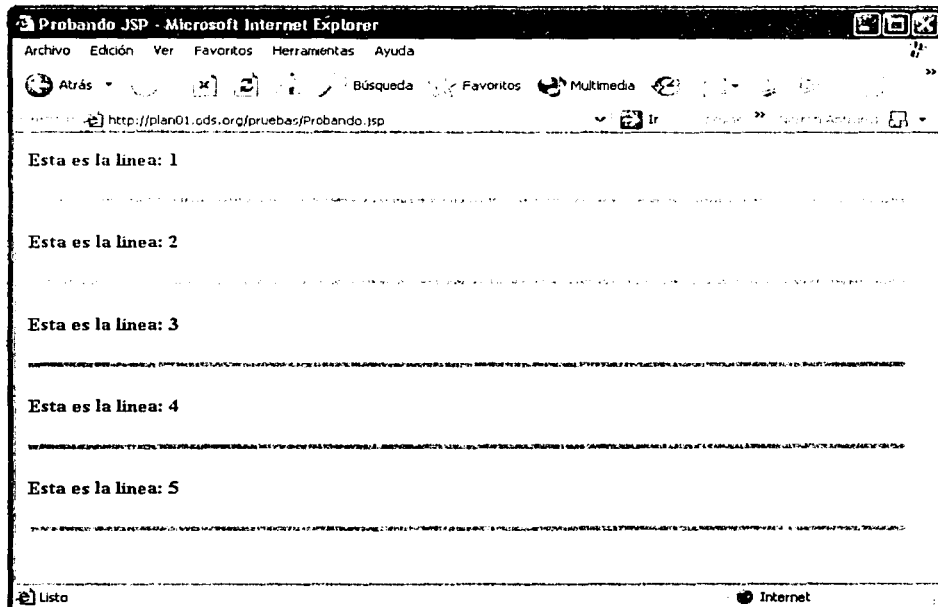 Probando JSP - Microsoft Internet Explorer
Archivo Edición Ver Favoritos Herramientas Ayuda
Atrás Búsqueda Favoritos Multimedia »
http://plan01.ods.org/pruebas/Probando.jsp Ir »
Esta es la linea: 1
Esta es la linea: 2
Esta es la linea: 3
Esta es la linea: 4
Esta es la linea: 5
Listo Internet